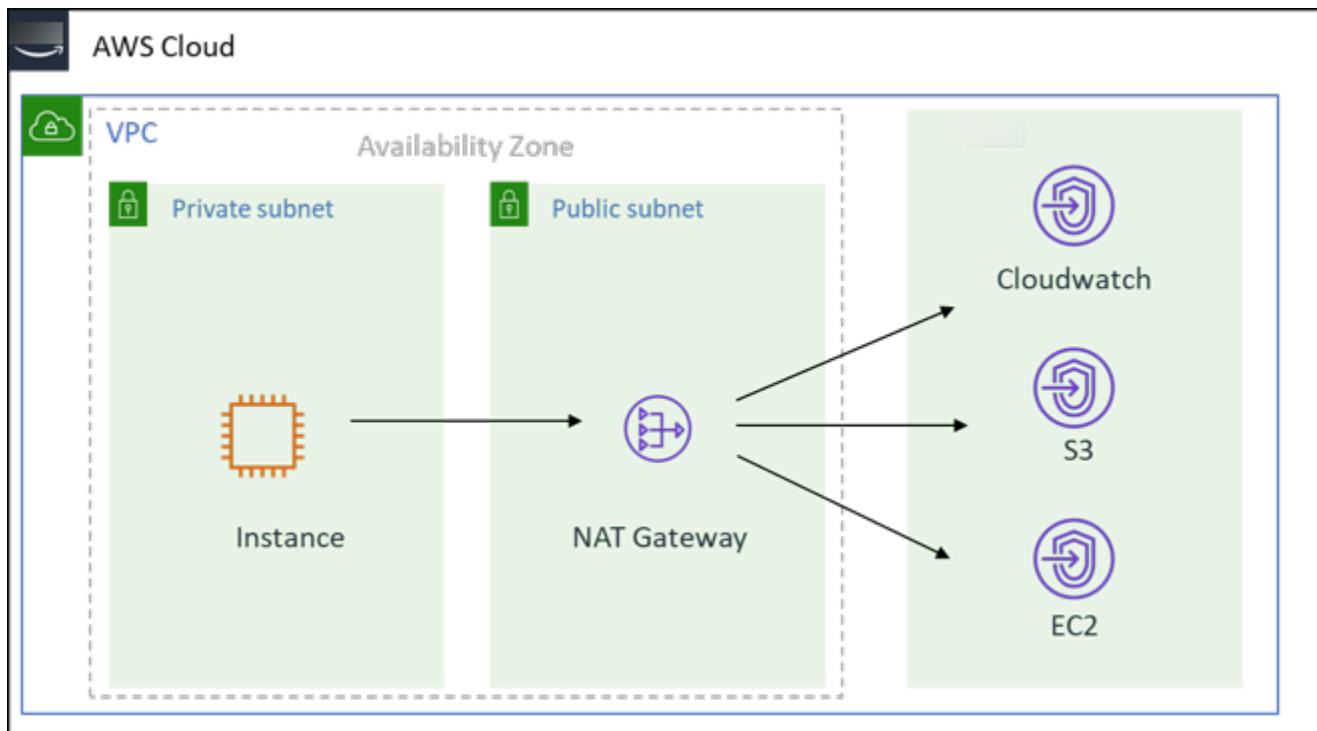 AWS Cloud
VPC
Availability Zone
Private subnet
Public subnet
Cloudwatch
S3
Instance
NAT Gateway
EC2